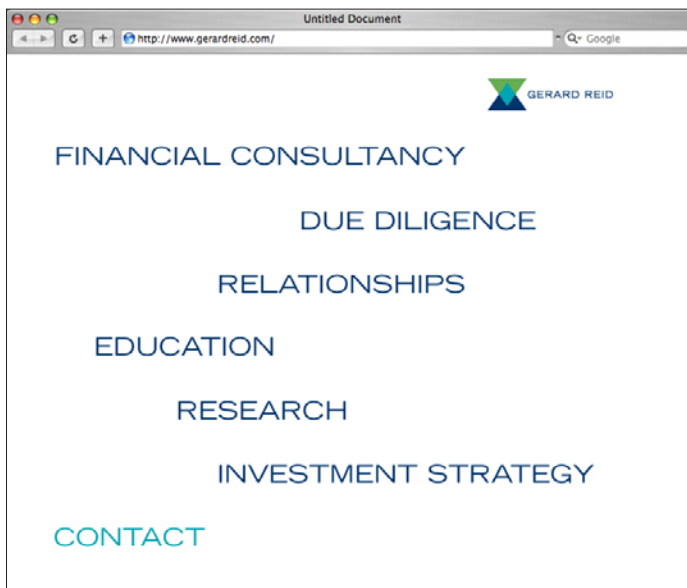 Untitled Document
http://www.gerardreid.com/
Google
GERARD REID
FINANCIAL CONSULTANCY
DUE DILIGENCE
RELATIONSHIPS
EDUCATION
RESEARCH
INVESTMENT STRATEGY
CONTACT